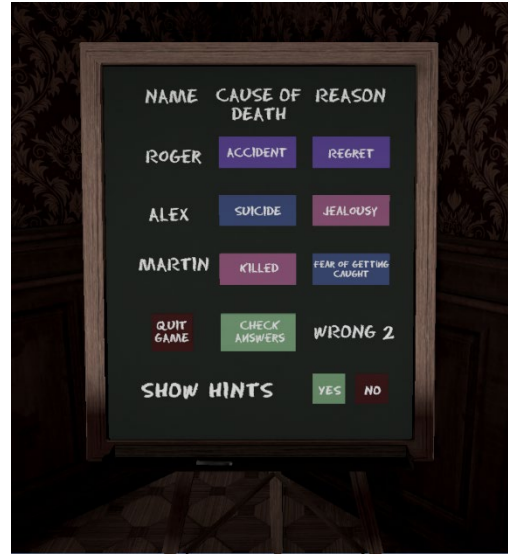 NAME CAUSE OF DEATH REASON
ROGER ACCIDENT REGRET
ALEX SUICIDE JEALOUSY
MARTIN KILLED FEAR OF GETTING CAUGHT
QUIT GAME CHECK ANSWERS WRONG 2
SHOW HINTS YES NO